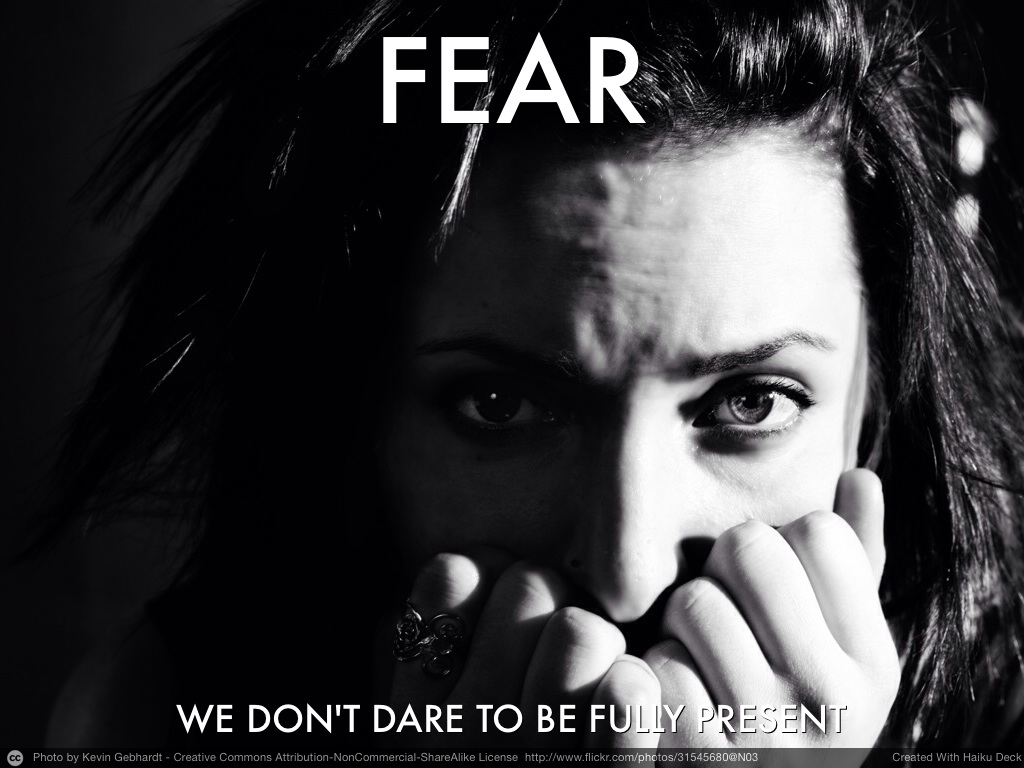 FEAR
WE DON'T DARE TO BE FULLY PRESENT
cc Photo by Kevin Gebhardt - Creative Commons Attribution-NonCommercial-ShareAlike License http://www.flickr.com/photos/31545680@N03 Created With Haiku Deck